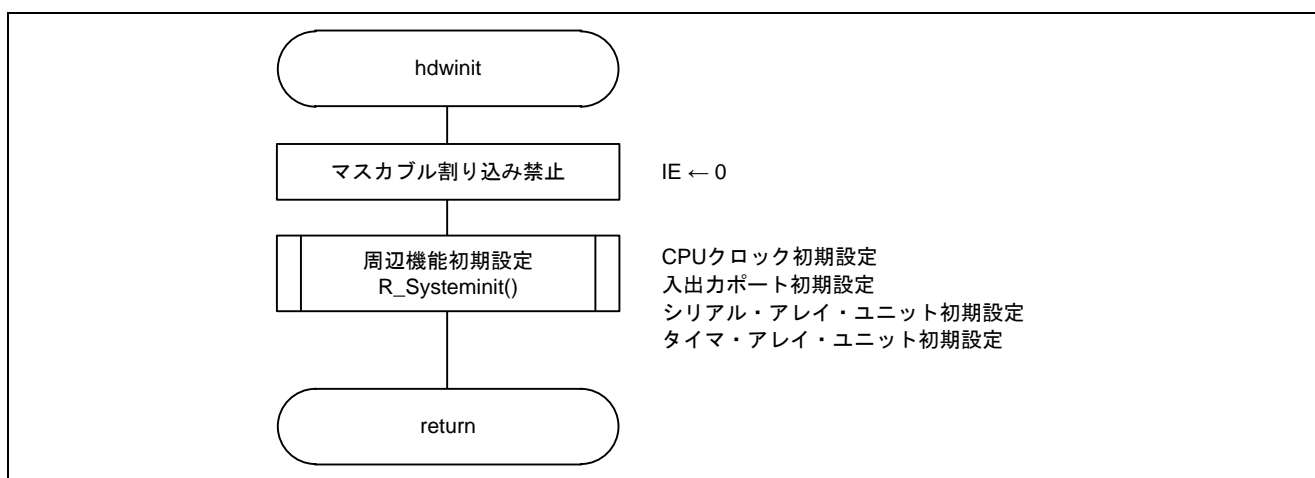 hdwinit
マスカブル割り込み禁止
IE ← 0
周辺機能初期設定
R_Systeminit()
CPUクロック初期設定
入出力ポート初期設定
シリアル・アレイ・ユニット初期設定
タイマ・アレイ・ユニット初期設定
return